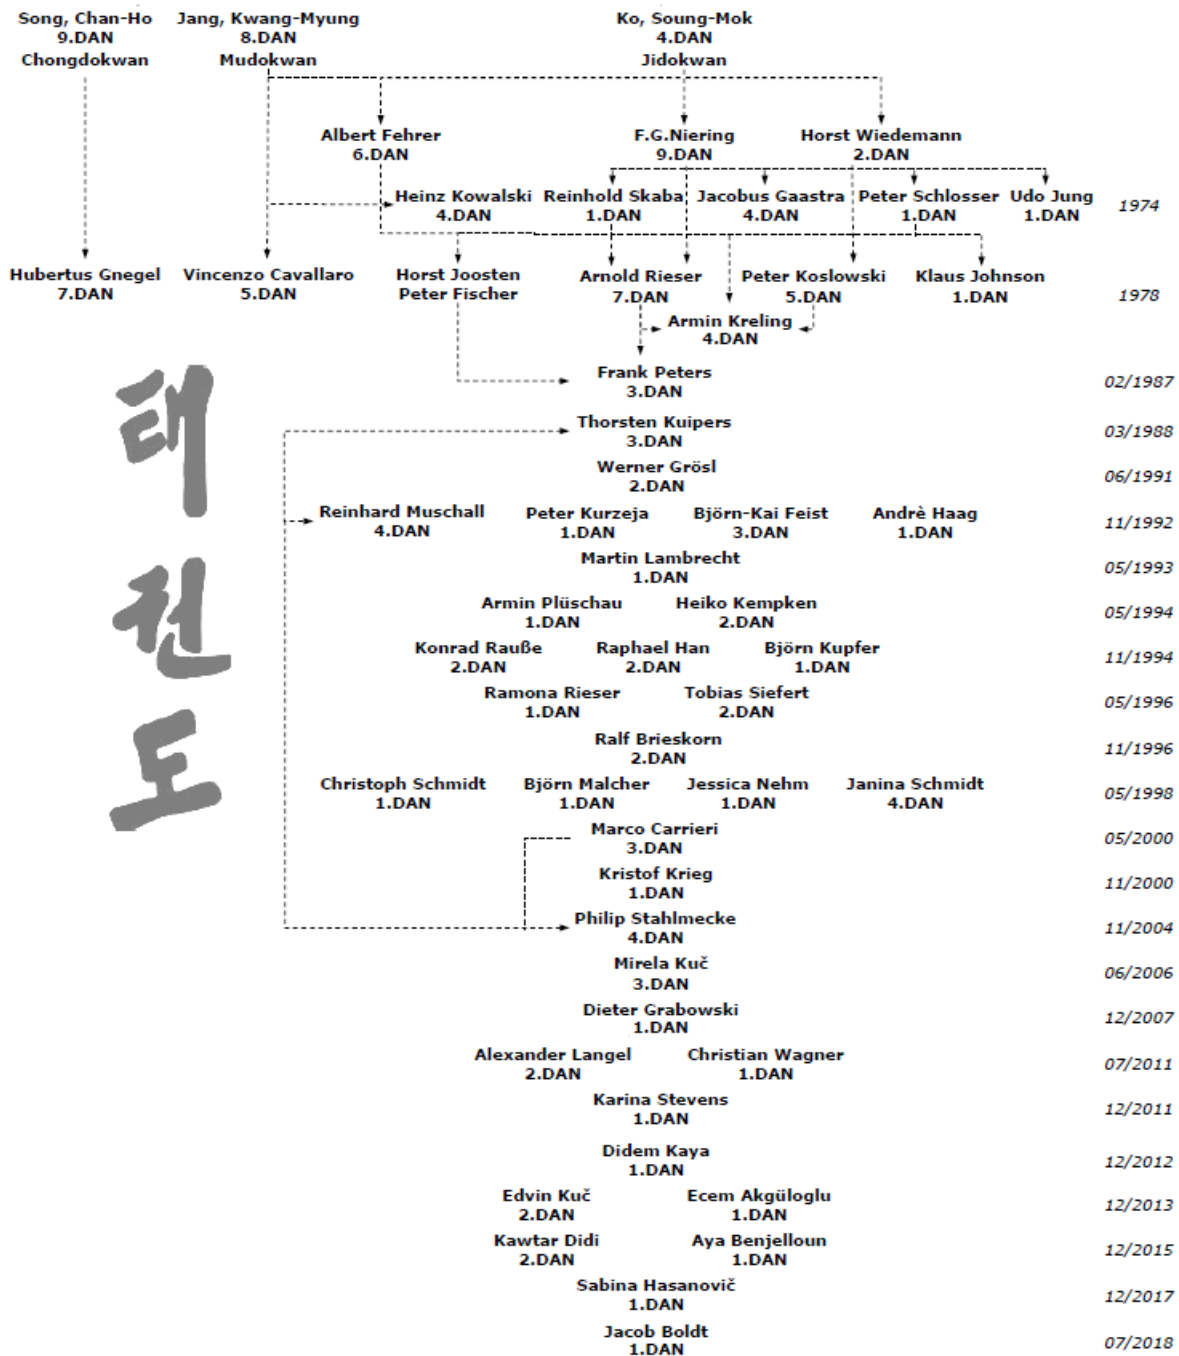 Song, Chan-Ho Jang, Kwang-Myung Ko, Soung-Mok
9.DAN 8.DAN 4.DAN
Chongdokwan Mudokwan Jidokwan
Albert Fehrer F.G.Niering Horst Wiedemann
6.DAN 9.DAN 2.DAN
Heinz Kowalski Reinhold Skaba Jacobus Gaastra Peter Schlosser Udo Jung 1974
4.DAN 1.DAN 4.DAN 1.DAN 1.DAN
Hubertus Gnegel Vincenzo Cavallaro Horst Joosten Arnold Rieser Peter Koslowski Klaus Johnson
7.DAN 5.DAN Peter Fischer 7.DAN 5.DAN 1.DAN 1978
Armin Kreling
4.DAN
태
권
도
Frank Peters 02/1987
3.DAN
Thorsten Kuipers 03/1988
3.DAN
Werner Grösl 06/1991
2.DAN
Reinhard Muschall Peter Kurzeja Björn-Kai Feist Andrè Haag 11/1992
4.DAN 1.DAN 3.DAN 1.DAN
Martin Lambrecht 05/1993
1.DAN
Armin Plüschau Heiko Kempken 05/1994
1.DAN 2.DAN
Konrad Rauße Raphael Han Björn Kupfer 11/1994
2.DAN 2.DAN 1.DAN
Ramona Rieser Tobias Siefert 05/1996
1.DAN 2.DAN
Ralf Brieskorn 11/1996
2.DAN
Christoph Schmidt Björn Malcher Jessica Nehm Janina Schmidt 05/1998
1.DAN 1.DAN 1.DAN 4.DAN
Marco Carrieri 05/2000
3.DAN
Kristof Krieg 11/2000
1.DAN
Philip Stahlmecke 11/2004
4.DAN
Mirela Kuč 06/2006
3.DAN
Dieter Grabowski 12/2007
1.DAN
Alexander Langel Christian Wagner 07/2011
2.DAN 1.DAN
Karina Stevens 12/2011
1.DAN
Didem Kaya 12/2012
1.DAN
Edvin Kuč Ecem Akgüloglu 12/2013
2.DAN 1.DAN
Kawtar Didi Aya Benjelloun 12/2015
2.DAN 1.DAN
Sabina Hasanovič 12/2017
1.DAN
Jacob Boldt 07/2018
1.DAN